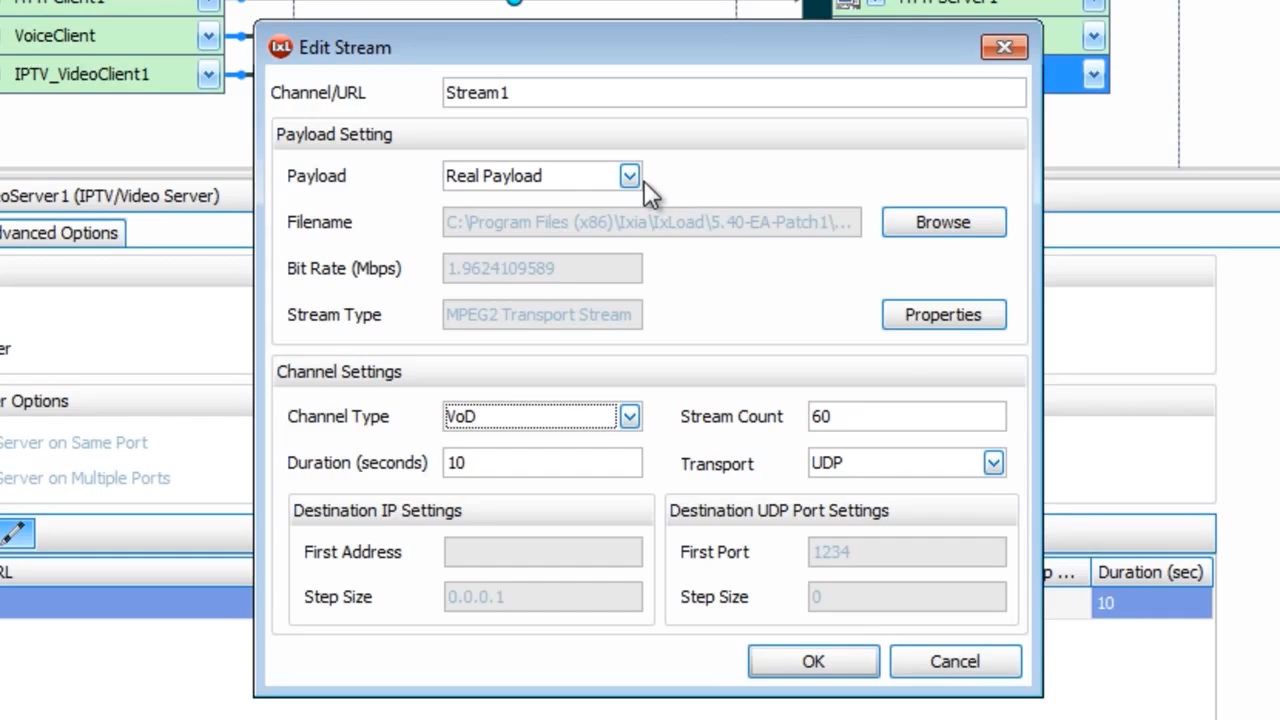 VoiceClient
IPTV_VideoClient1
IxL Edit Stream
Channel/URL Stream1
Payload Setting
Payload Real Payload
Filename C:\Program Files (x86)\Ixia\IxLoad\5.40-EA-Patch1\... Browse
Bit Rate (Mbps) 1.9624109589
Stream Type MPEG2 Transport Stream Properties
Channel Settings
Channel Type VoD Stream Count 60
Duration (seconds) 10 Transport UDP
Destination IP Settings Destination UDP Port Settings
First Address First Port 1234
Step Size 0.0.0.1 Step Size 0
OK Cancel
oServer1 (IPTV/Video Server)
dvanced Options
er
r Options
Server on Same Port
Server on Multiple Ports
RL p ... Duration (sec)
10